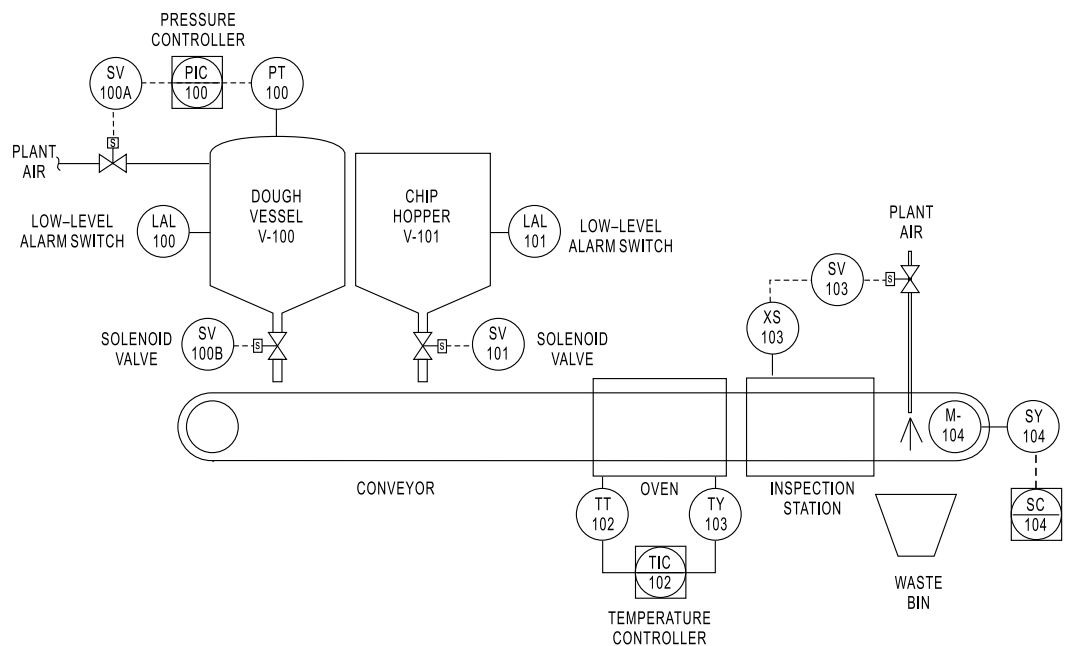 PRESSURE
CONTROLLER
SV
100A
PIC
100
PT
100
S
PLANT
AIR
DOUGH
VESSEL
V-100
CHIP
HOPPER
V-101
LOW–LEVEL
ALARM SWITCH
LAL
100
LAL
101
LOW–LEVEL
ALARM SWITCH
PLANT
AIR
SV
103
S
XS
103
SOLENOID
VALVE
SV
100B
S
S
SV
101
SOLENOID
VALVE
M-
104
SY
104
CONVEYOR
OVEN
INSPECTION
STATION
TT
102
TY
103
SC
104
TIC
102
WASTE
BIN
TEMPERATURE
CONTROLLER